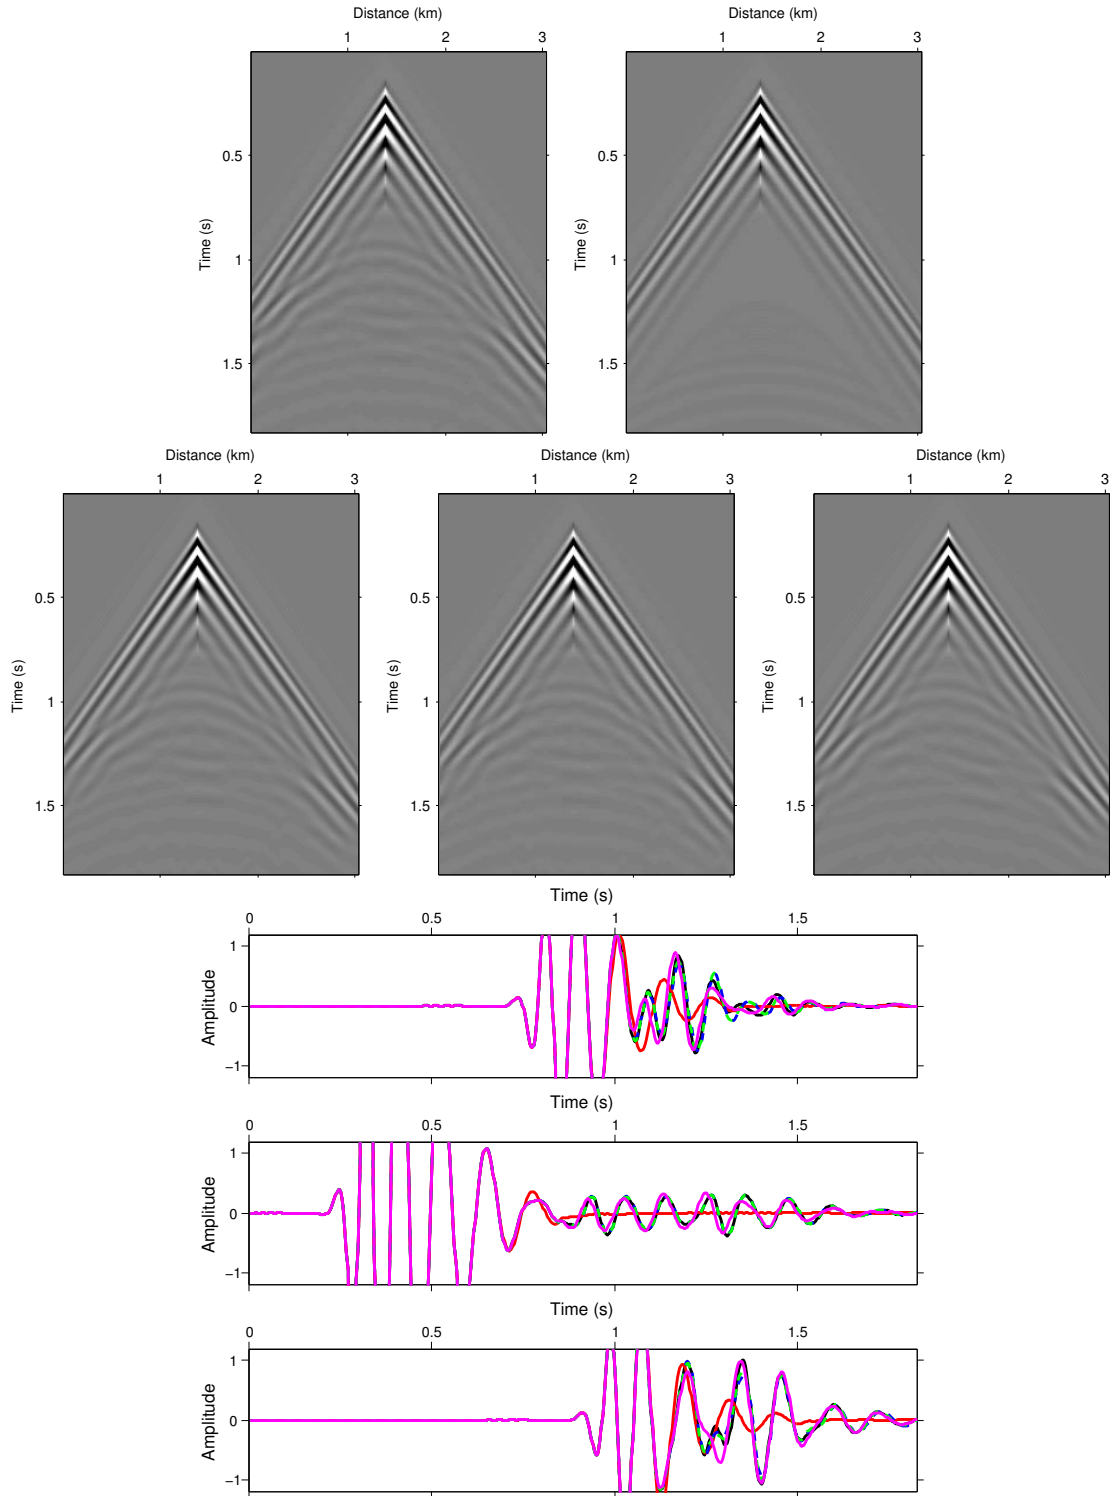 Distance (km) Distance (km)
1 2 3 1 2 3
0.5 0.5
Time (s) Time (s)
1 1
1.5 1.5
Distance (km) Distance (km) Distance (km)
1 2 3 1 2 3 1 2 3
0.5 0.5 0.5
Time (s) Time (s) Time (s)
1 1 1
1.5 1.5 1.5
Time (s)
0 0.5 1 1.5
1
Amplitude
0
−1
Time (s)
0 0.5 1 1.5
1
Amplitude
0
−1
Time (s)
0 0.5 1 1.5
1
Amplitude
0
−1